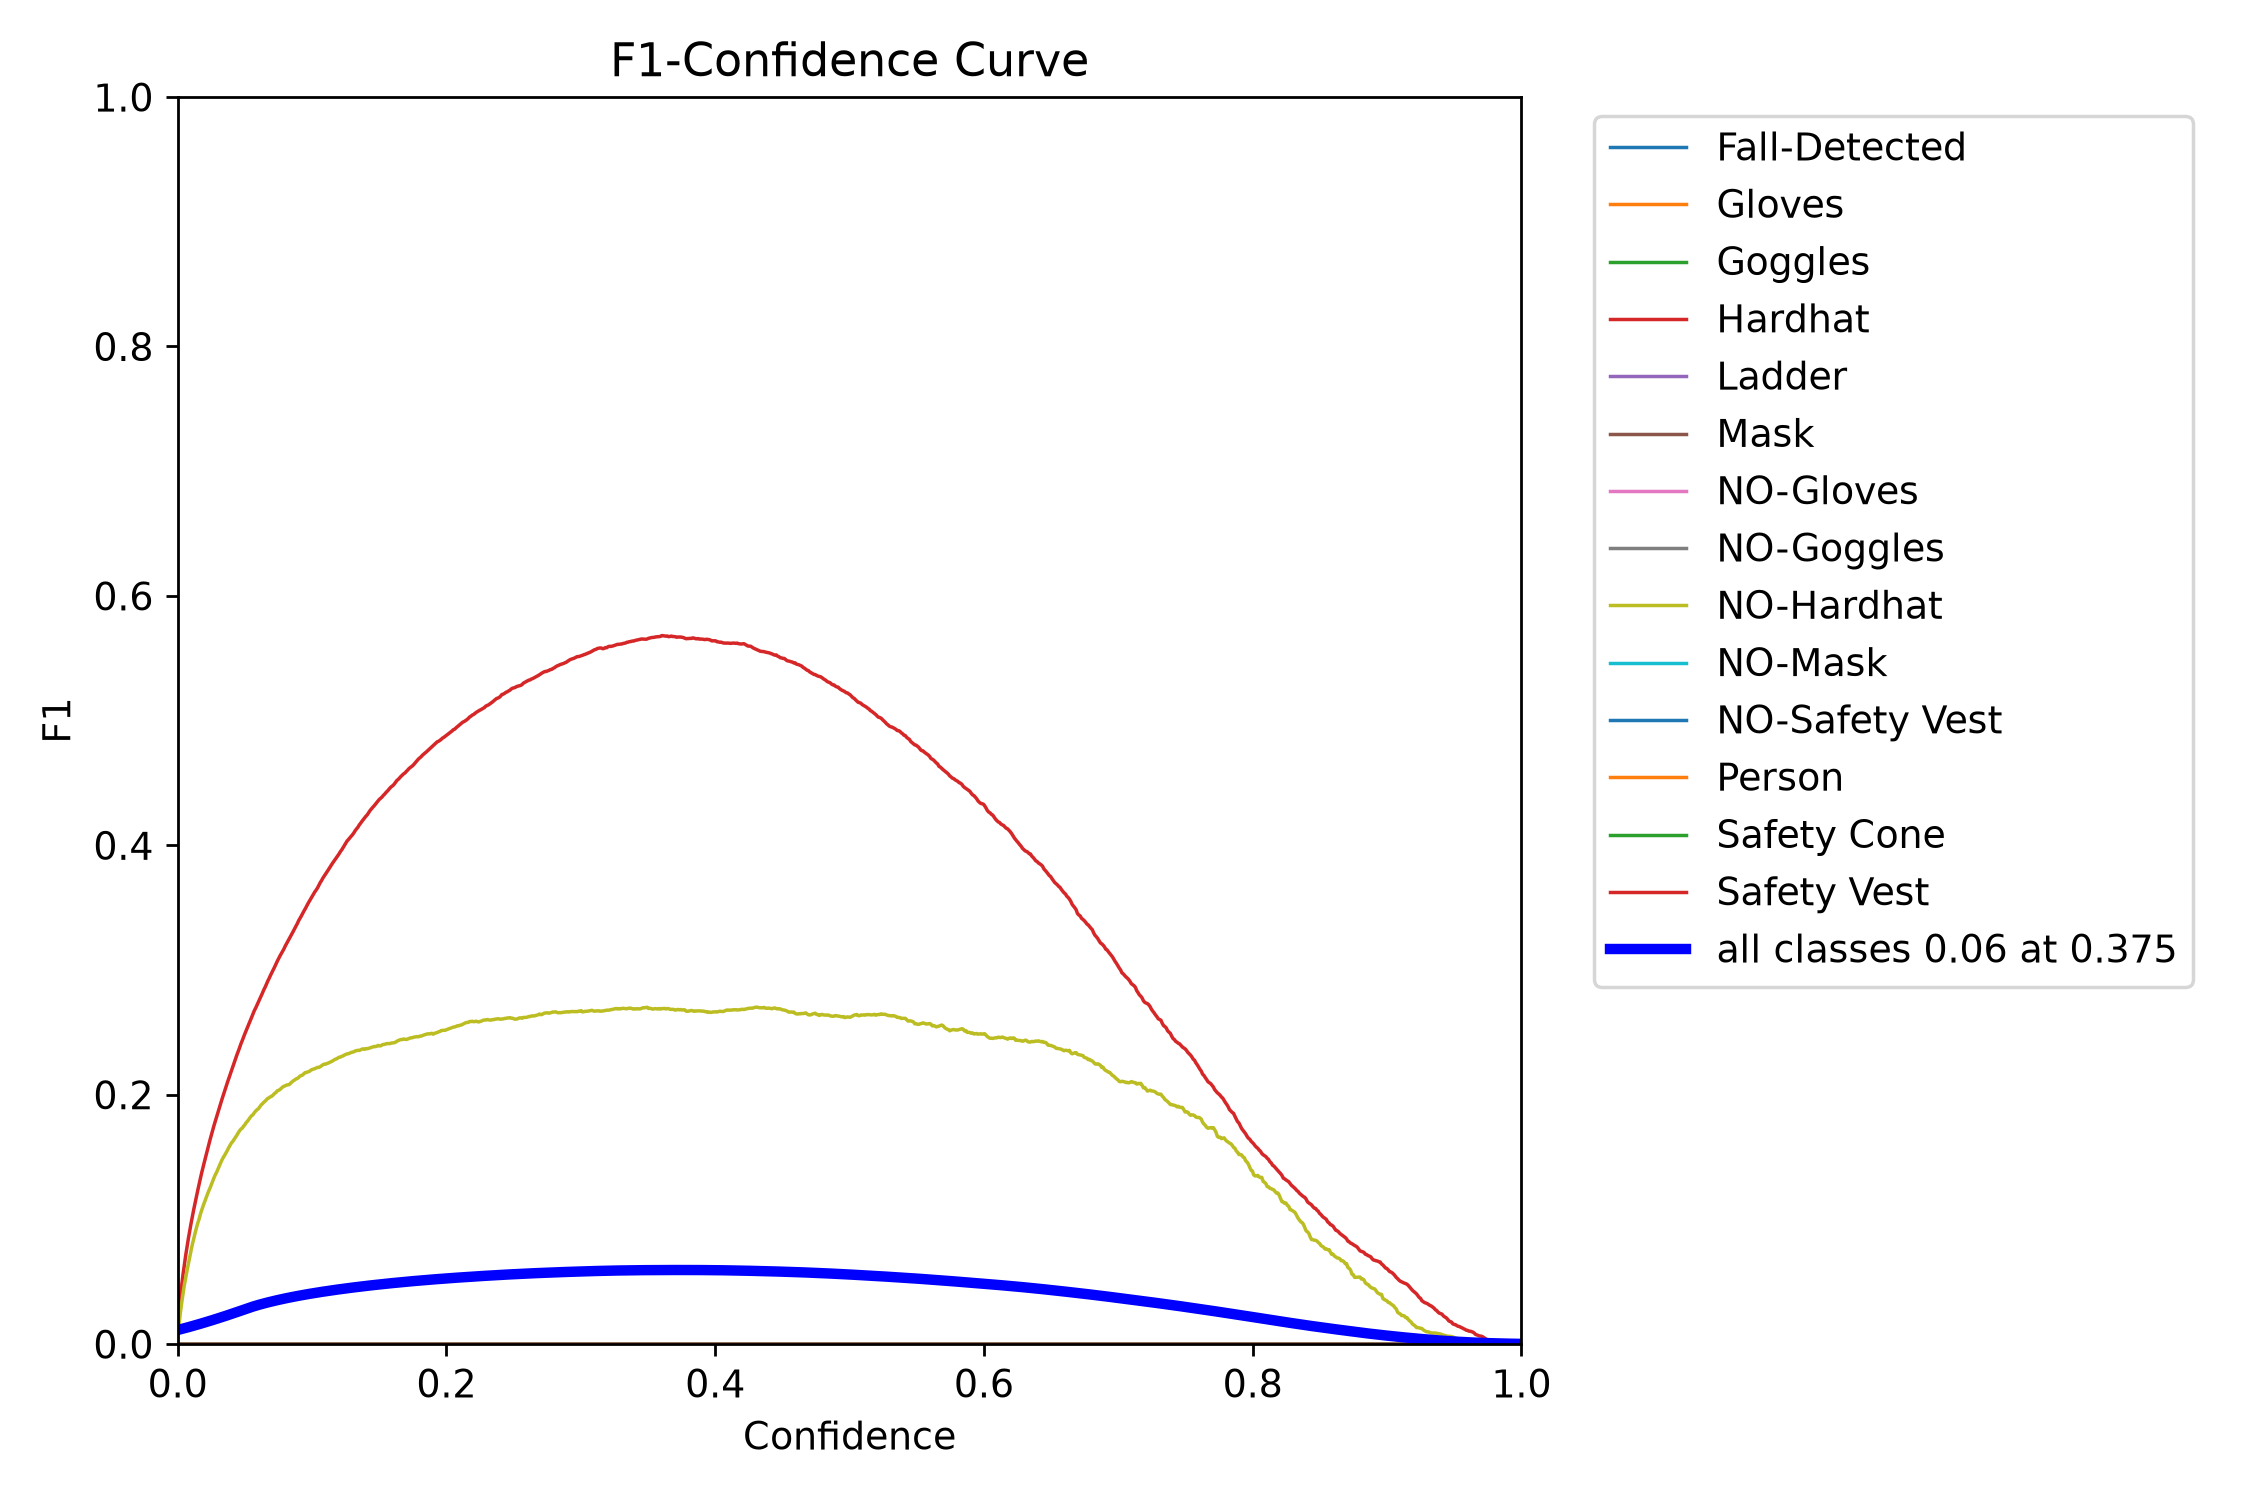 F1-Confidence Curve
1.0
0.8
0.6
0.4
0.2
0.0
F1
0.0 0.2 0.4 0.6 0.8 1.0
Confidence
Fall-Detected
Gloves
Goggles
Hardhat
Ladder
Mask
NO-Gloves
NO-Goggles
NO-Hardhat
NO-Mask
NO-Safety Vest
Person
Safety Cone
Safety Vest
all classes 0.06 at 0.375